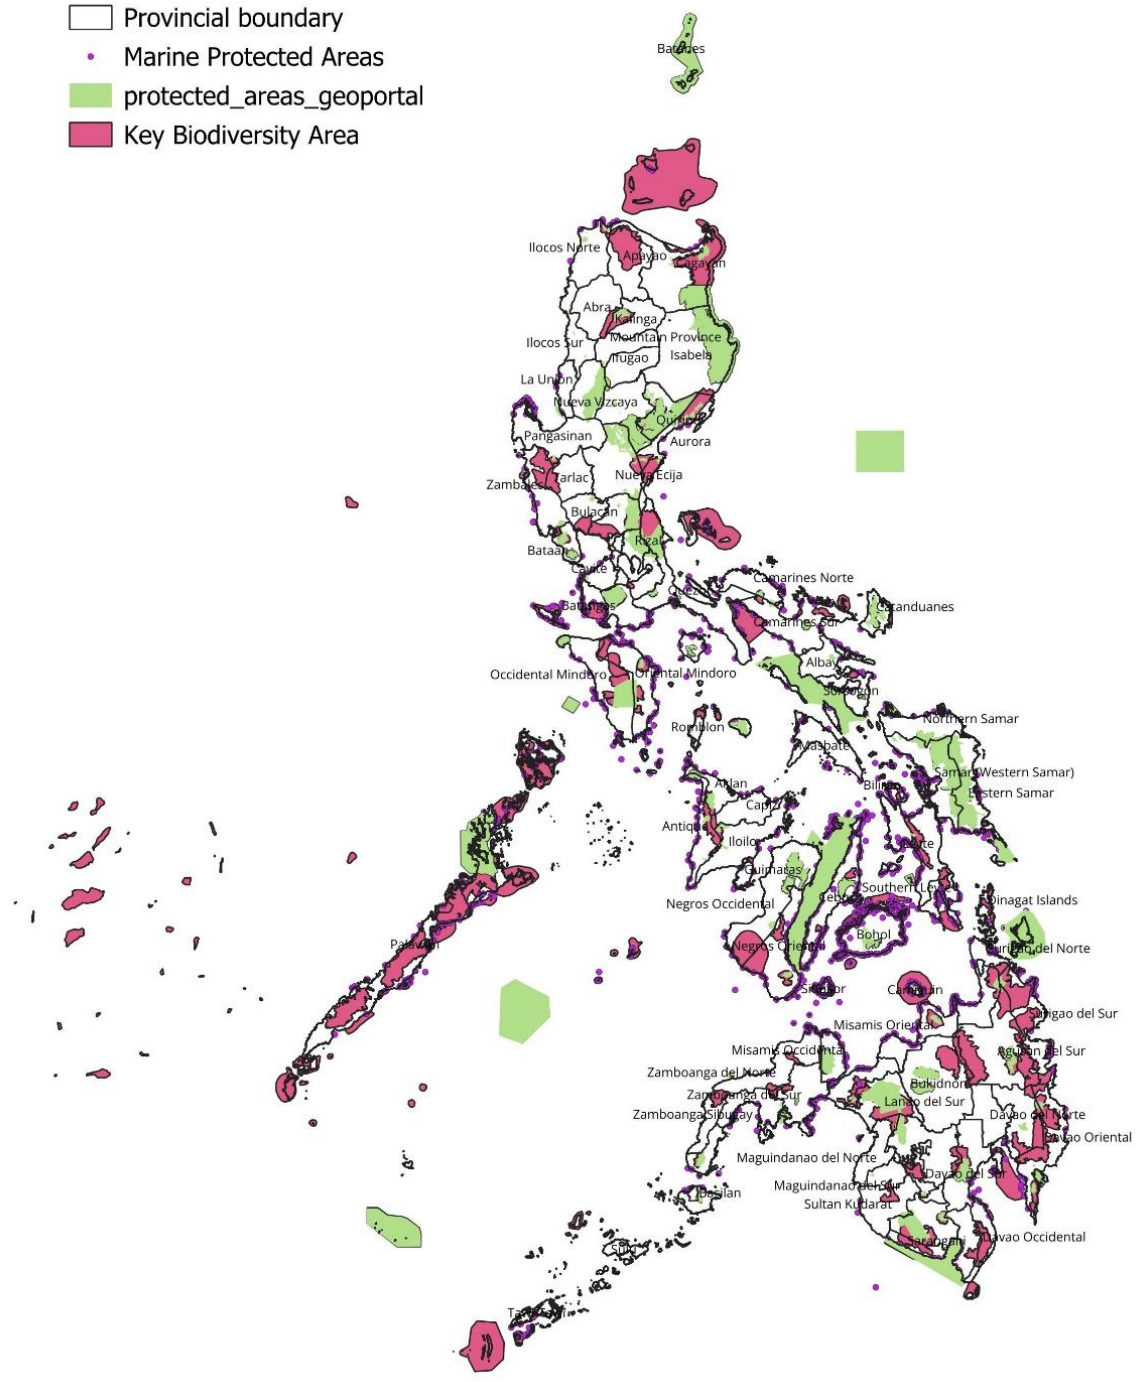 Provincial boundary
Marine Protected Areas
protected_areas_geoportal
Key Biodiversity Area
Batanes
Ilocos Norte
Apayao
Cagayan
Abra
Kalinga
Mountain Province
Ilocos Sur
Ifugao
Isabela
La Union
Nueva Vizcaya
Quirino
Pangasinan
Aurora
Nueva Ecija
Tarlac
Zambales
Bulacan
Rizal
Bataan
Cavite
Camarines Norte
Quezon
Batangas
Catanduanes
Camarines Sur
Albay
Occidental Mindoro
Oriental Mindoro
Sorsogon
Northern Samar
Romblon
Masbate
Samar (Western Samar)
Aklan
Biliran
Eastern Samar
Capiz
Antique
Iloilo
Leyte
Guimaras
Southern Leyte
Cebu
Negros Occidental
Dinagat Islands
Bohol
Palawan
Negros Oriental
Surigao del Norte
Siquijor
Camiguin
Surigao del Sur
Misamis Oriental
Misamis Occidental
Agusan del Sur
Zamboanga del Norte
Bukidnon
Zamboanga del Sur
Lanao del Sur
Zamboanga Sibugay
Davao del Norte
Davao Oriental
Maguindanao del Norte
Davao del Sur
Maguindanao del Sur
Basilan
Sultan Kudarat
Sarangani
Davao Occidental
Sulu
Tawi-Tawi